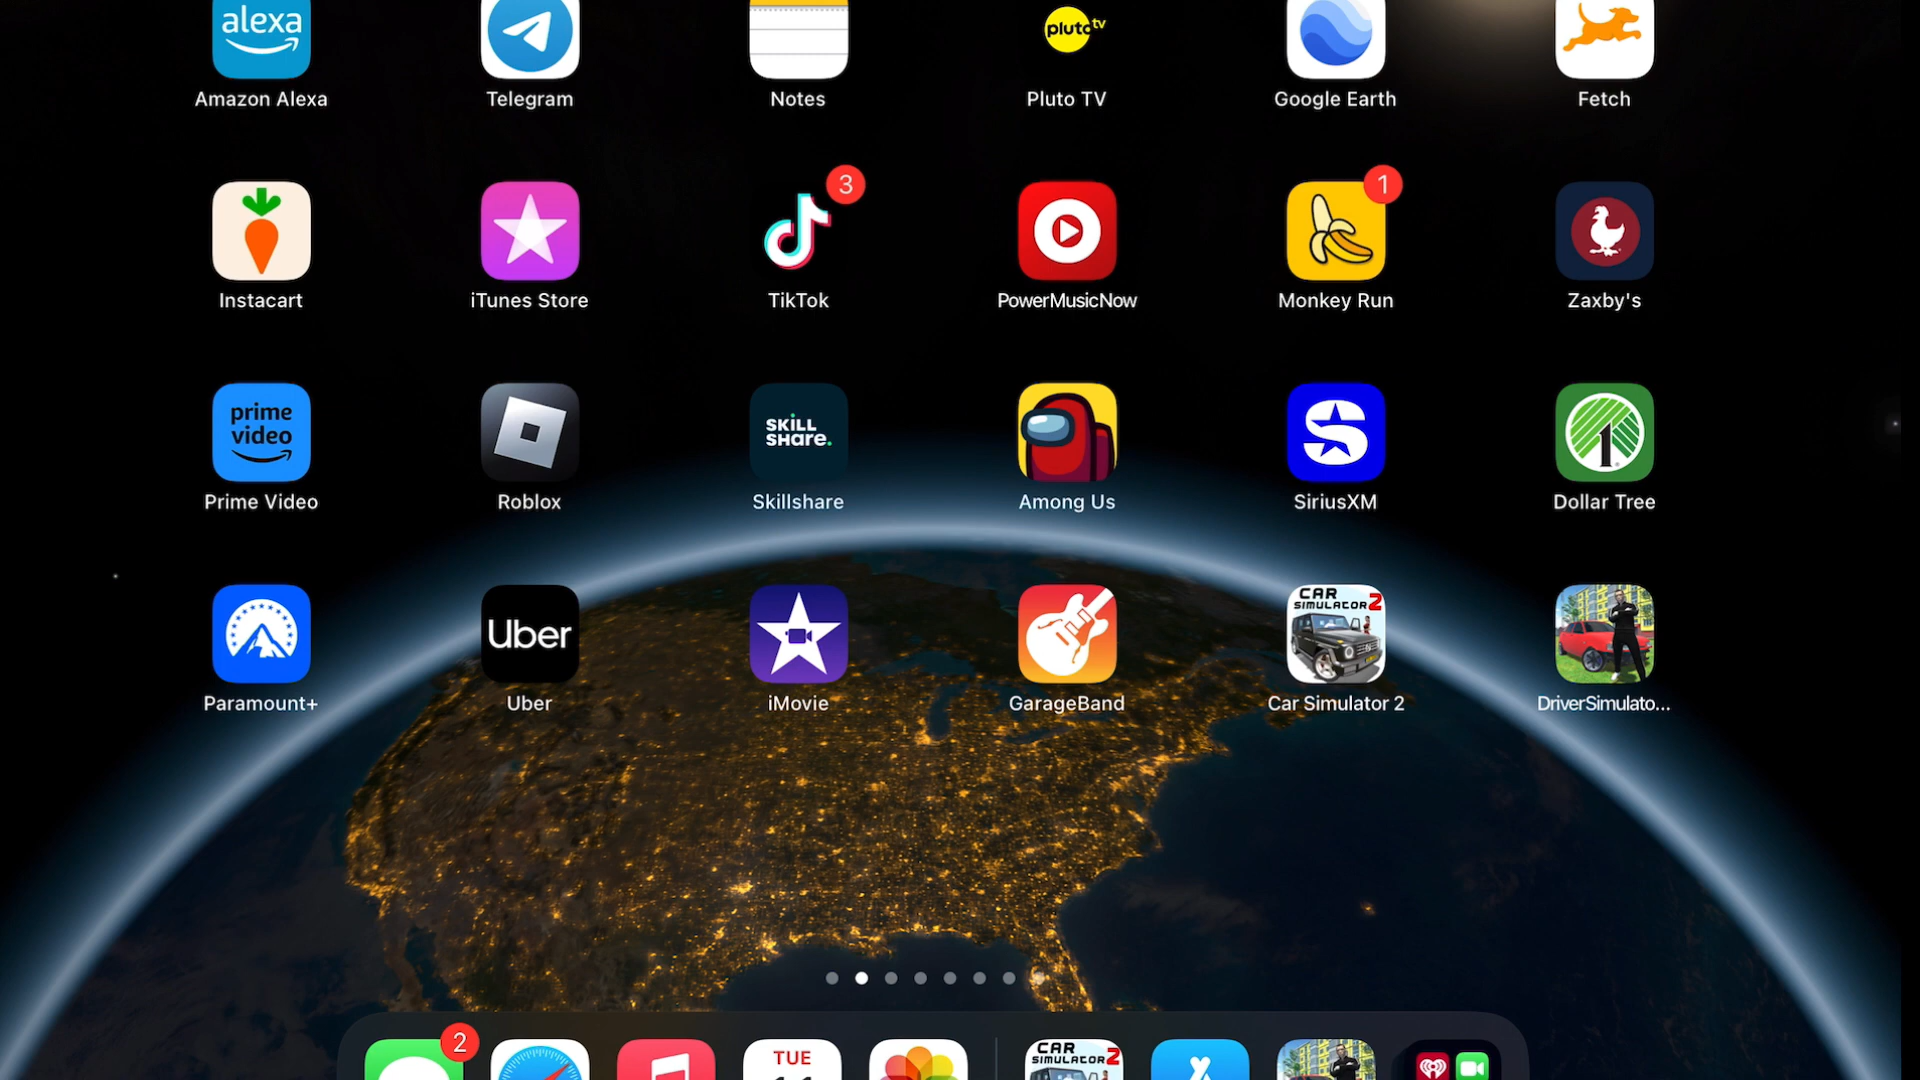 alexa
pluto tv
Amazon Alexa
Telegram
Notes
Pluto TV
Google Earth
Fetch
3
1
Instacart
iTunes Store
TikTok
PowerMusicNow
Monkey Run
Zaxby's
prime
video
SKILL
SHARE.
S
1
Prime Video
Roblox
Skillshare
Among Us
SiriusXM
Dollar Tree
Uber
CAR
SIMULATOR 2
Paramount+
Uber
iMovie
GarageBand
Car Simulator 2
DriverSimulato...
2
TUE
CAR
SIMULATOR 2